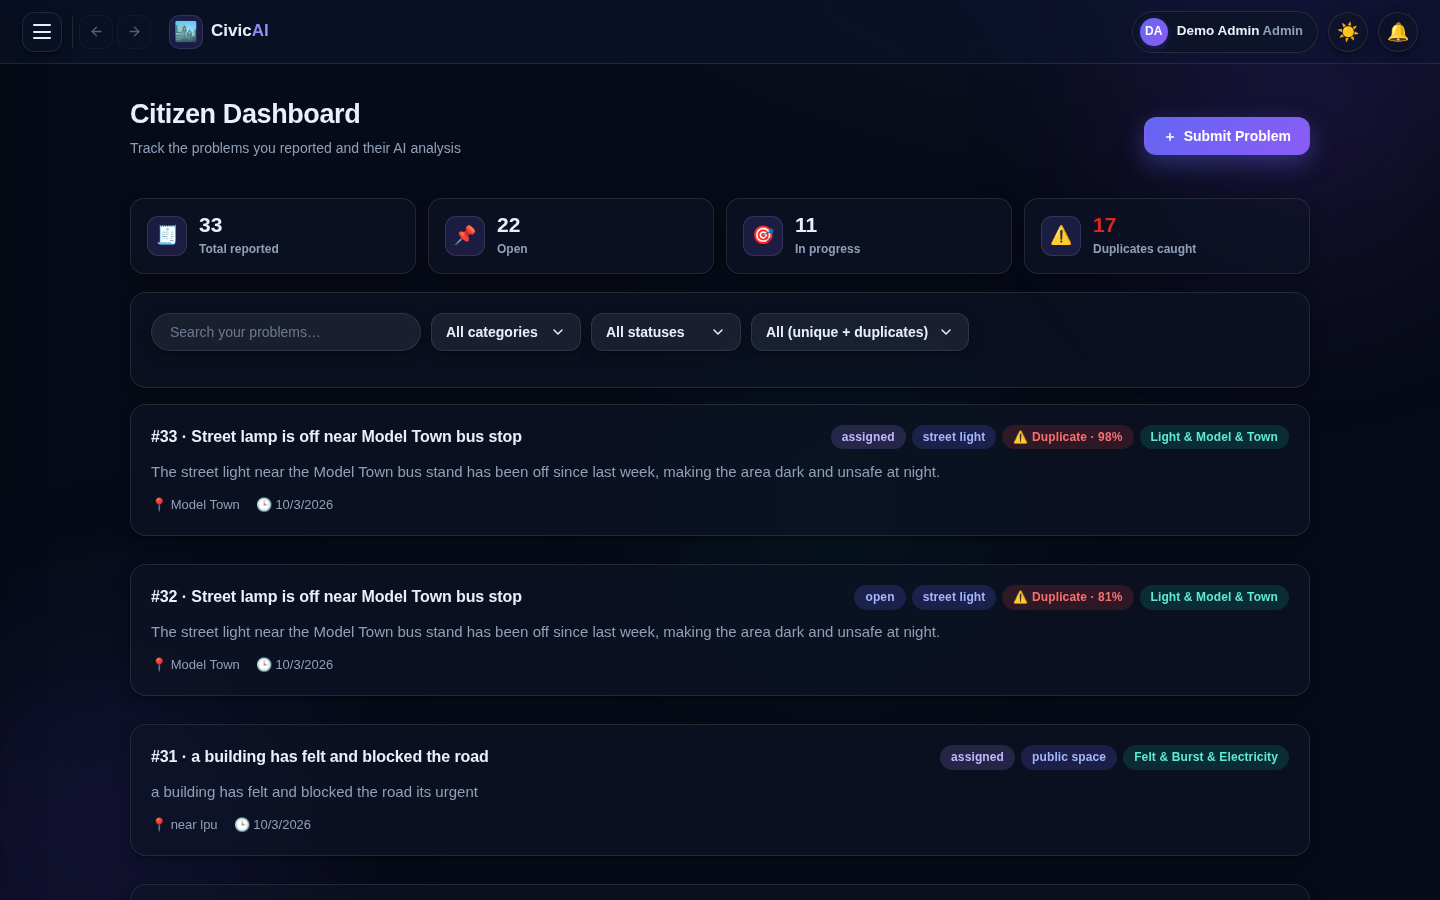 CivicAI
DA Demo Admin Admin
Citizen Dashboard
Track the problems you reported and their AI analysis
+ Submit Problem
33
Total reported
22
Open
11
In progress
17
Duplicates caught
Search your problems…
All categories
All statuses
All (unique + duplicates)
#33 · Street lamp is off near Model Town bus stop
assigned
street light
⚠️ Duplicate · 98%
Light & Model & Town
The street light near the Model Town bus stand has been off since last week, making the area dark and unsafe at night.
📍 Model Town 🕒 10/3/2026
#32 · Street lamp is off near Model Town bus stop
open
street light
⚠️ Duplicate · 81%
Light & Model & Town
The street light near the Model Town bus stand has been off since last week, making the area dark and unsafe at night.
📍 Model Town 🕒 10/3/2026
#31 · a building has felt and blocked the road
assigned
public space
Felt & Burst & Electricity
a building has felt and blocked the road its urgent
📍 near lpu 🕒 10/3/2026